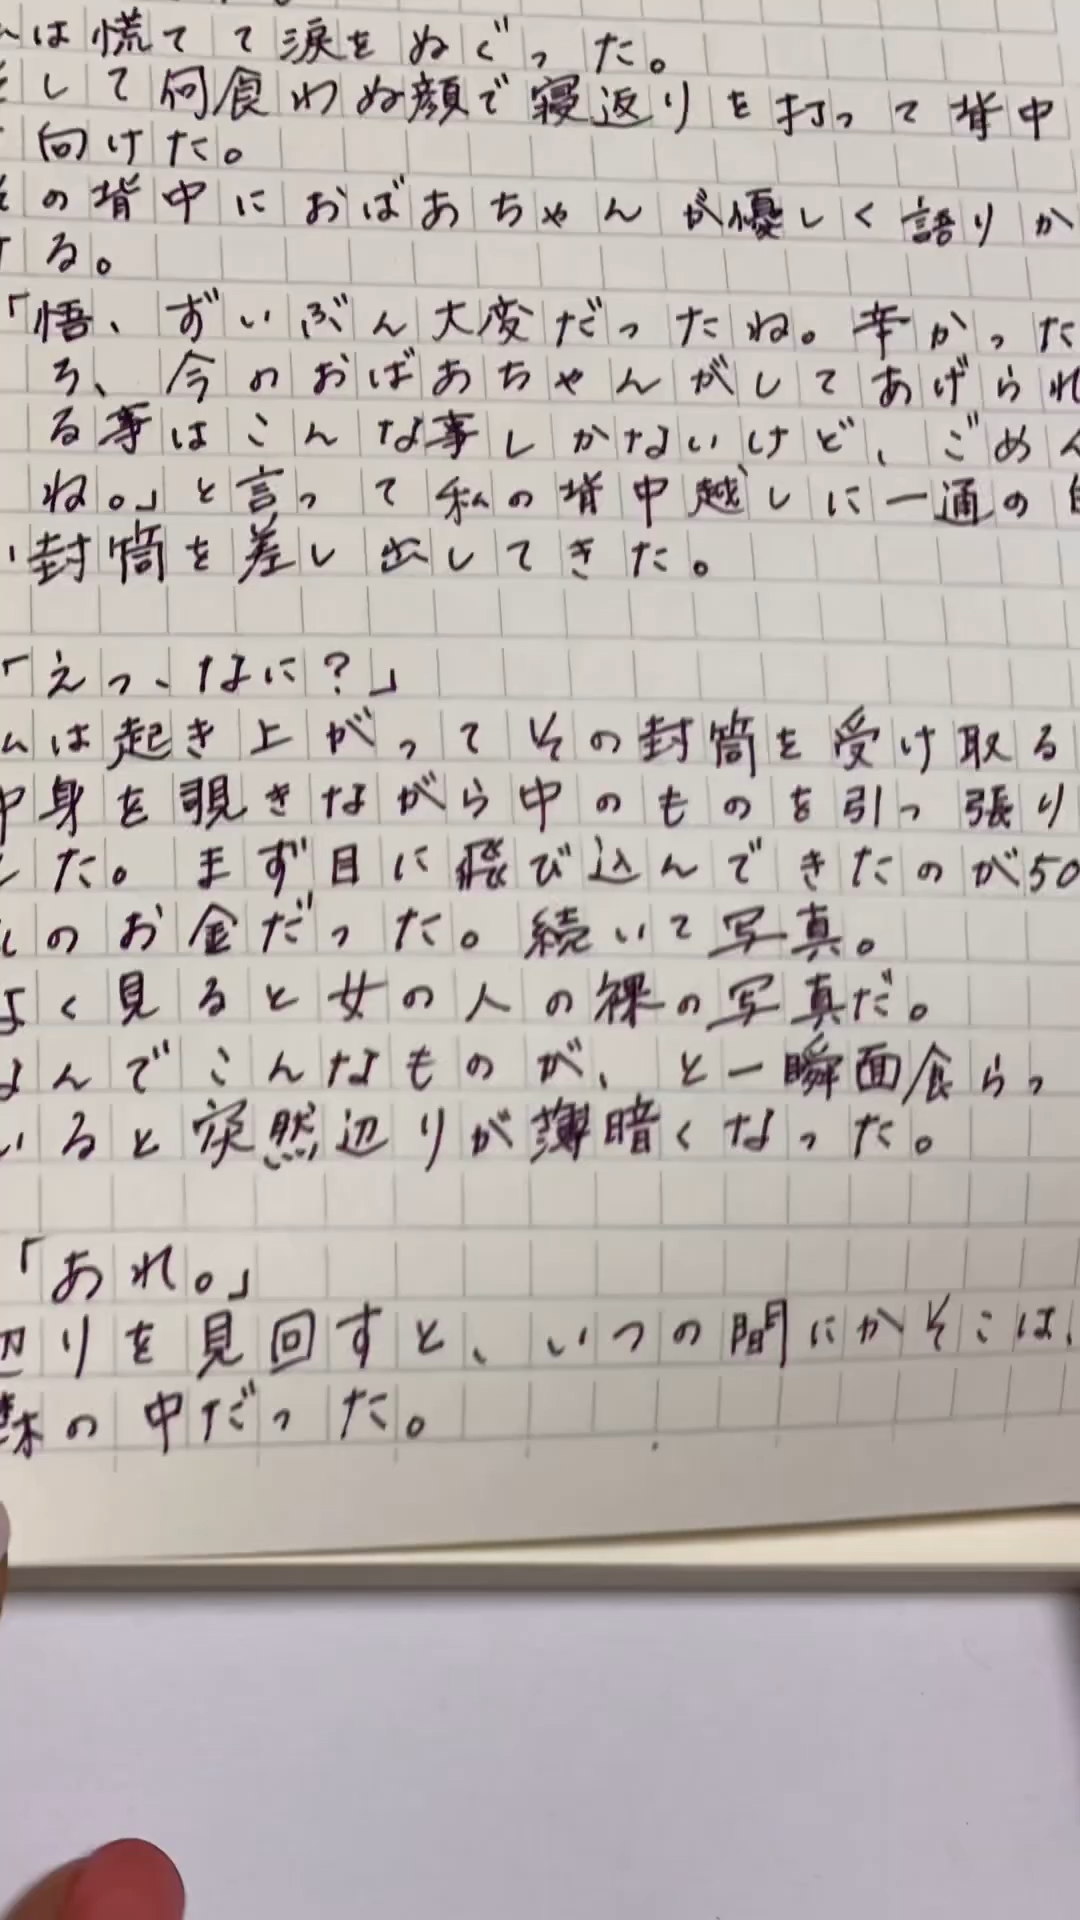 は慌てて涙をぬぐった。
して何食わぬ顔で寝返りを打って背中
向けた。
の背中におばあちゃんが優しく語りか
ける。
「悟、ずいぶん大変だったね。辛かった
ろ、今のおばあちゃんがしてあげられ
る事はこんな事しかないけど、ごめん
ね。」と言って私の背中越しに一通の白
い封筒を差し出してきた。
「えっ、なに?」
は起き上がってその封筒を受け取る
中身を覗きながら中のものを引っ張り
した。まず目に飛び込んできたのが50
のお金だった。続いて写真。
よく見ると女の人の裸の写真だ。
なんでこんなものが、と一瞬面食らっ
いると突然辺りが薄暗くなった。
「あれ。」
辺りを見回すと、いつの間にかそこは、
の中だった。